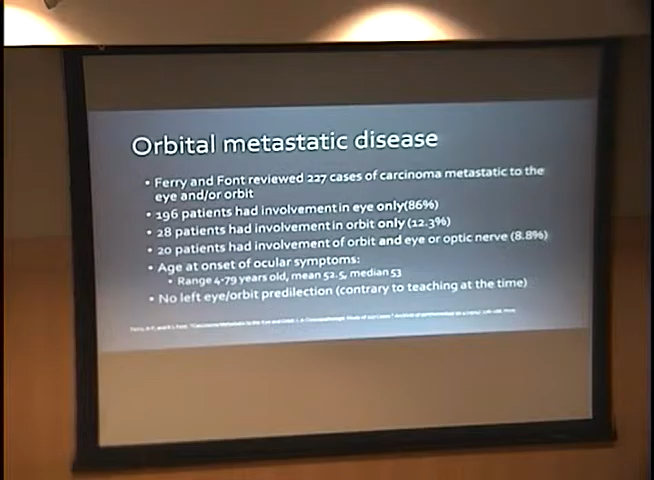 Orbital metastatic disease
• Ferry and Font reviewed 227 cases of carcinoma metastatic to the
eye and/or orbit
• 196 patients had involvement in eye only(86%)
• 28 patients had involvement in orbit only (12.3%)
• 20 patients had involvement of orbit and eye or optic nerve (8.8%)
• Age at onset of ocular symptoms:
• Range 4-79 years old, mean 52.5, median 53
• No left eye/orbit predilection (contrary to teaching at the time)